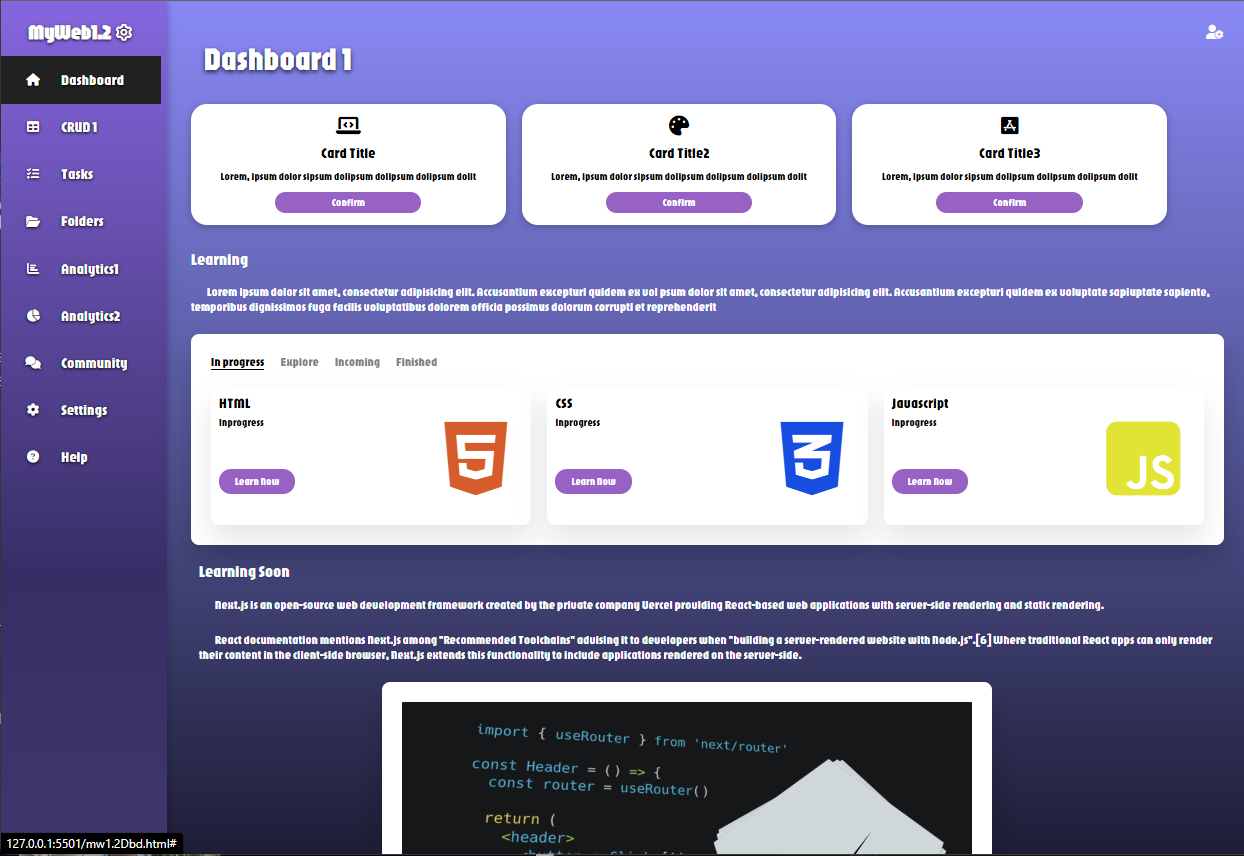 MyWeb1.2
Dashboard 1
Dashboard
CRUD 1
Tasks
Folders
Analytics1
Analytics2
Community
Settings
Help
Card Title
Lorem, ipsum dolor sipsum dolipsum dolipsum dolipsum dolit
Confirm
Card Title2
Lorem, ipsum dolor sipsum dolipsum dolipsum dolipsum dolit
Confirm
Card Title3
Lorem, ipsum dolor sipsum dolipsum dolipsum dolipsum dolit
Confirm
Learning
Lorem ipsum dolor sit amet, consectetur adipisicing elit. Accusantium excepturi quidem ex vol psum dolor sit amet, consectetur adipisicing elit. Accusantium excepturi quidem ex voluptate sapiuptate sapiente,
temporibus dignissimos fuga facilis voluptatibus dolorem officia possimus dolorum corrupti et reprehenderit
In progress Explore Incoming Finished
HTML
Inprogress
Learn Now
CSS
Inprogress
Learn Now
Javascript
Inprogress
JS
Learn Now
Learning Soon
Next.js is an open-source web development framework created by the private company Vercel providing React-based web applications with server-side rendering and static rendering.
React documentation mentions Next.js among "Recommended Toolchains" advising it to developers when "building a server-rendered website with Node.js".[6] Where traditional React apps can only render
their content in the client-side browser, Next.js extends this functionality to include applications rendered on the server-side.
import { useRouter } from 'next/router'
const Header = () => {
const router = useRouter()
return (
<header>
127.0.0.1:5501/mw1.2Dbd.html#